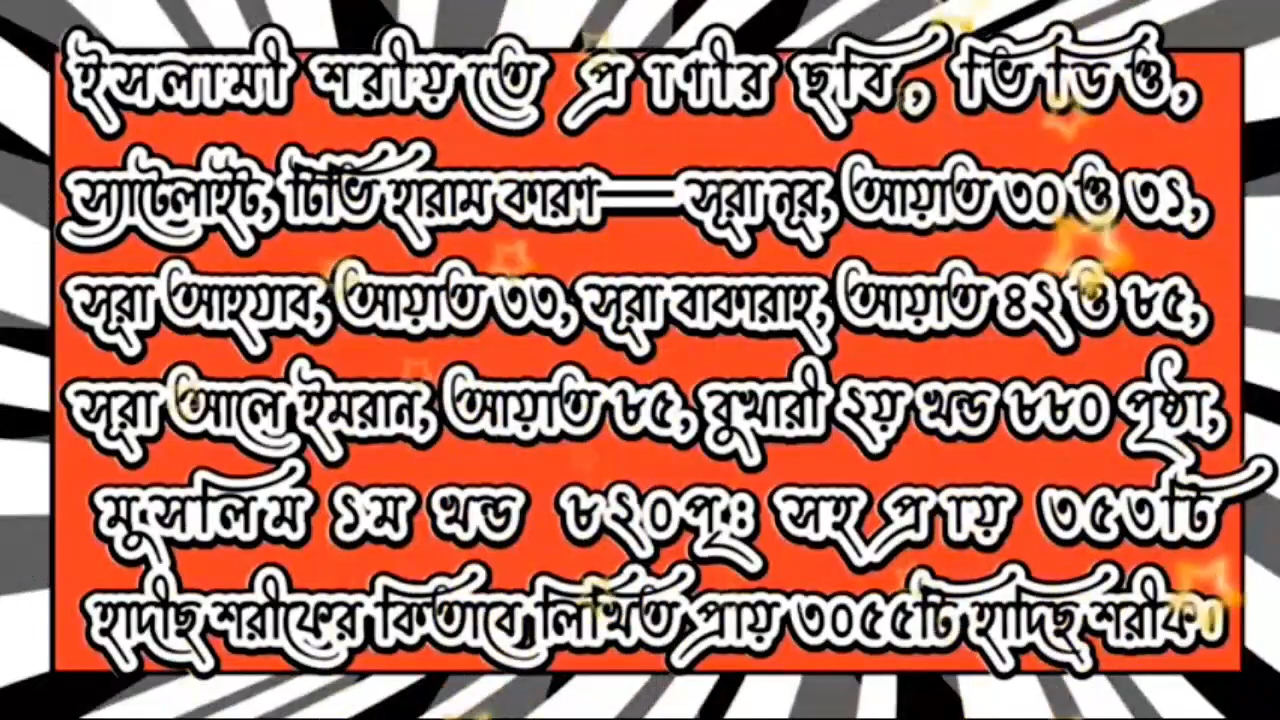 ইসলামী শরীয়তে প্রাণীর ছবি, ভিডিও,
স্যাটেলাইট, টিভি হারাম কারণ— সূরা নূর, আয়াত ৩০ ও ৩১,
সূরা আহযাব, আয়াত ৩৩, সূরা বাকারাহ, আয়াত ৪২ ও ৮৫,
সূরা আলে ইমরান, আয়াত ৮৫, বুখারী ২য় খন্ড ৮৮০ পৃষ্ঠা,
মুসলিম ১ম খন্ড ৮২০পৃঃ সহ প্রায় ৩৫৩টি
হাদীছ শরীফের কিতাবে লিখিত প্রায় ৩০৫৫টি হাদিছ শরীফ।